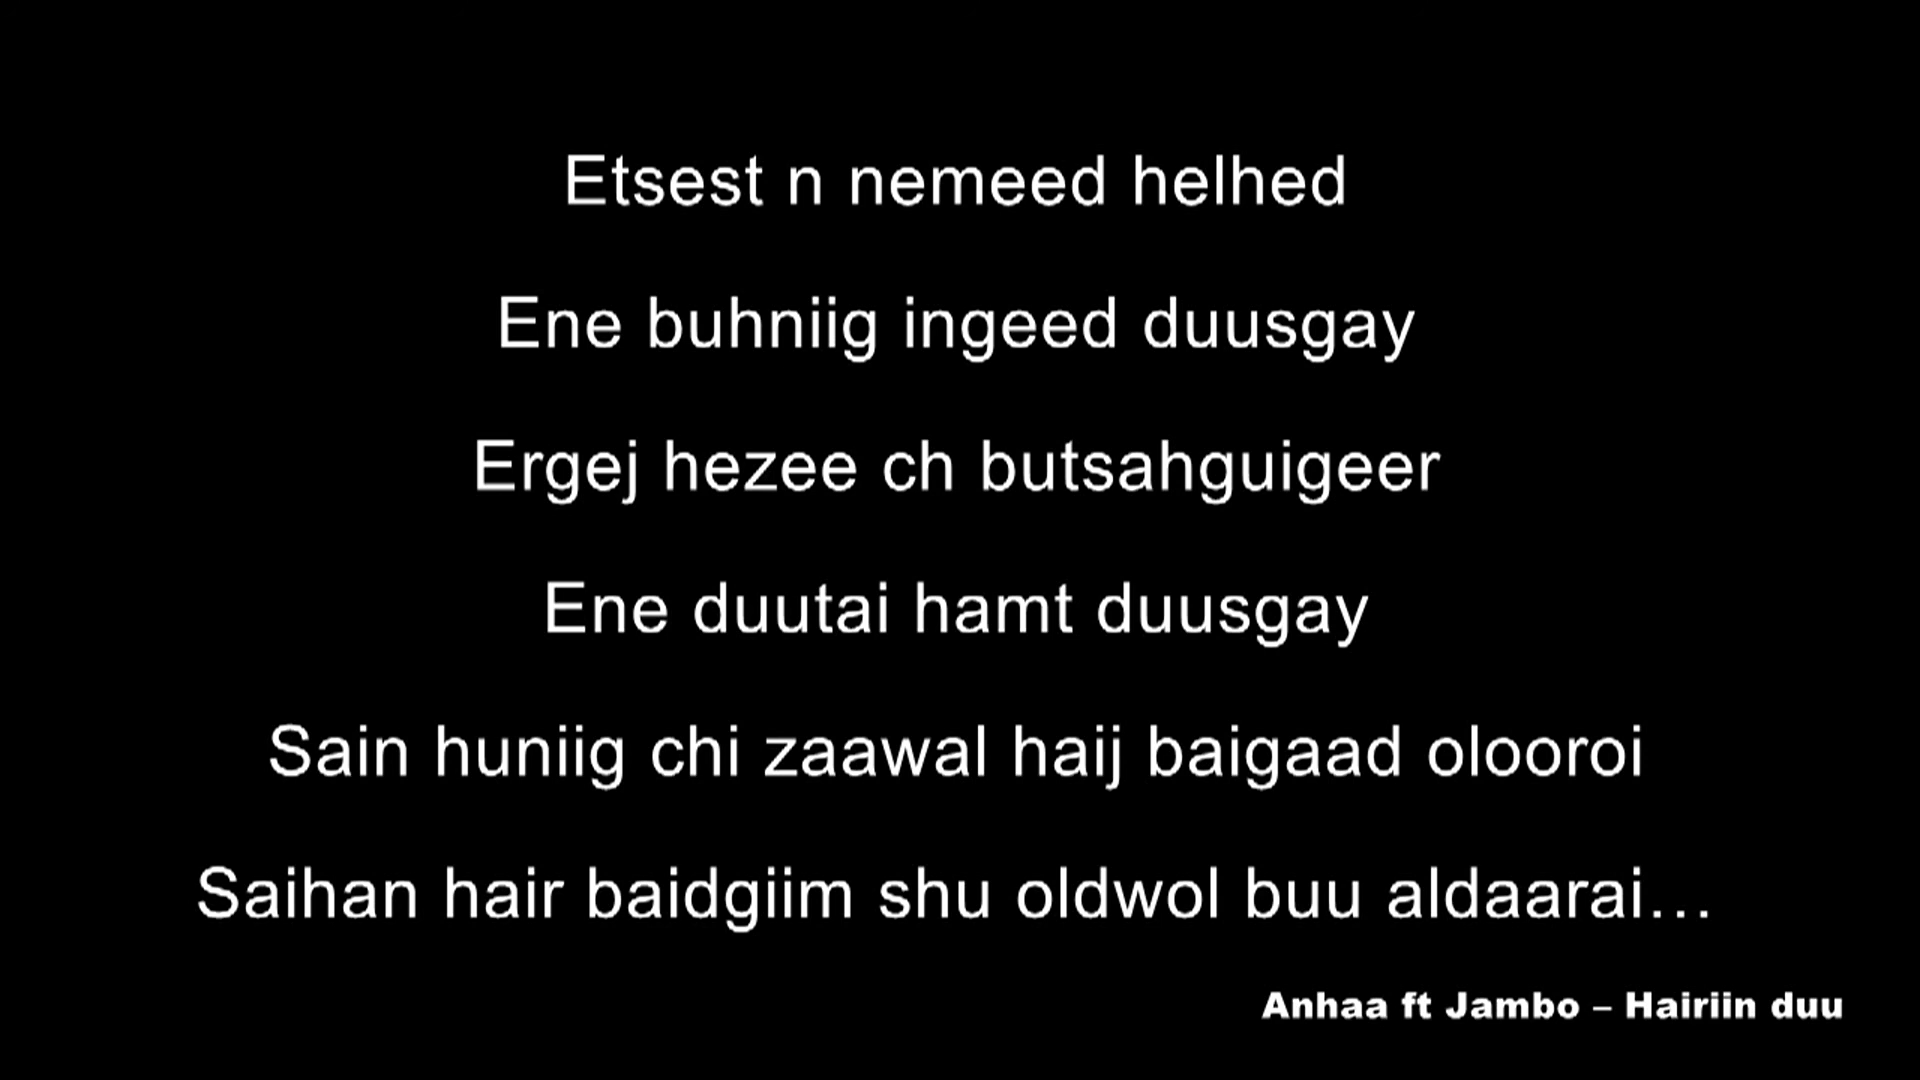 Etsest n nemeed helhed
Ene buhniig ingeed duusgay
Ergej hezee ch butsahguigeer
Ene duutai hamt duusgay
Sain huniig chi zaawal haij baigaad olooroi
Saihan hair baidgiim shu oldwol buu aldaarai...
Anhaa ft Jambo – Hairiin duu